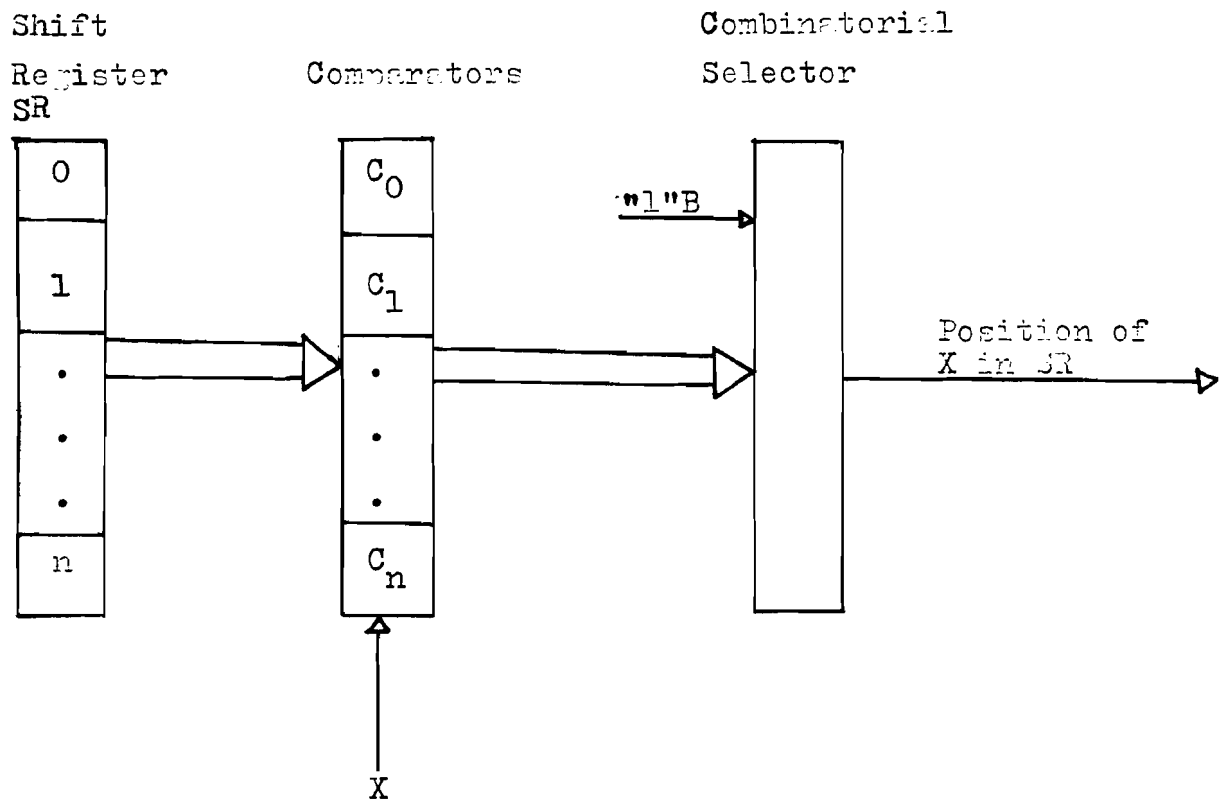 Shift
Register
SR
Comparators
Combinatorial
Selector
0
1
.
.
.
n
C0
C1
.
.
.
Cn
"1"B
Position of
X in SR
X